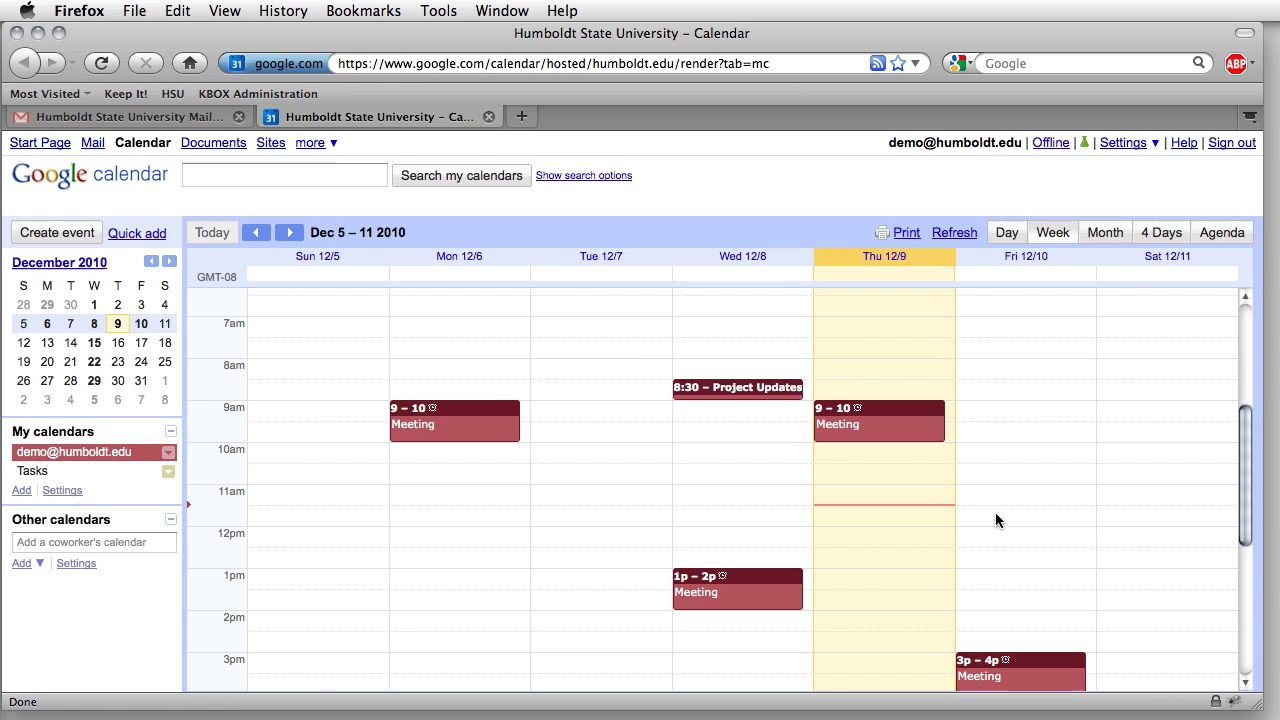 Firefox File Edit View History Bookmarks Tools Window Help
Humboldt State University – Calendar
31 google.com https://www.google.com/calendar/hosted/humboldt.edu/render?tab=mc Google ABP
Most Visited Keep It! HSU KBOX Administration
Humboldt State University Mail... 31 Humboldt State University – Ca... +
Start Page Mail Calendar Documents Sites more ▼ demo@humboldt.edu | Offline | Settings ▼ | Help | Sign out
Google calendar Search my calendars Show search options
Create event Quick add Today Dec 5 – 11 2010 Print Refresh Day Week Month 4 Days Agenda
December 2010
S M T W T F S
28 29 30 1 2 3 4
5 6 7 8 9 10 11
12 13 14 15 16 17 18
19 20 21 22 23 24 25
26 27 28 29 30 31 1
2 3 4 5 6 7 8
My calendars
demo@humboldt.edu
Tasks
Add Settings
Other calendars
Add a coworker's calendar
Add ▼ Settings
Sun 12/5 Mon 12/6 Tue 12/7 Wed 12/8 Thu 12/9 Fri 12/10 Sat 12/11
GMT-08
7am
8am
8:30 – Project Updates
9am 9 – 10 9 – 10
Meeting Meeting
10am
11am
12pm
1pm 1p – 2p
Meeting
2pm
3pm 3p – 4p
Meeting
Done